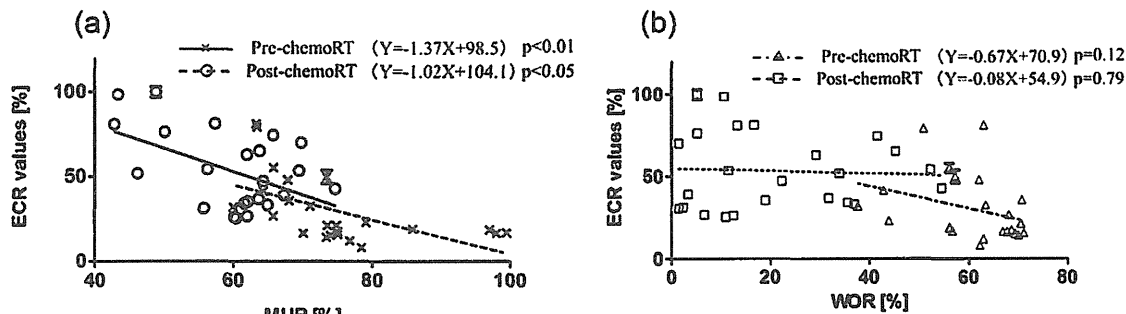 (a)
Pre-chemoRT (Y=-1.37X+98.5) p<0.01
Post-chemoRT (Y=-1.02X+104.1) p<0.05
ECR values [%]
100
50
0
40 60 80 100
(b)
Pre-chemoRT (Y=-0.67X+70.9) p=0.12
Post-chemoRT (Y=-0.08X+54.9) p=0.79
ECR values [%]
100
50
0
0 20 40 60 80
WOR [%]